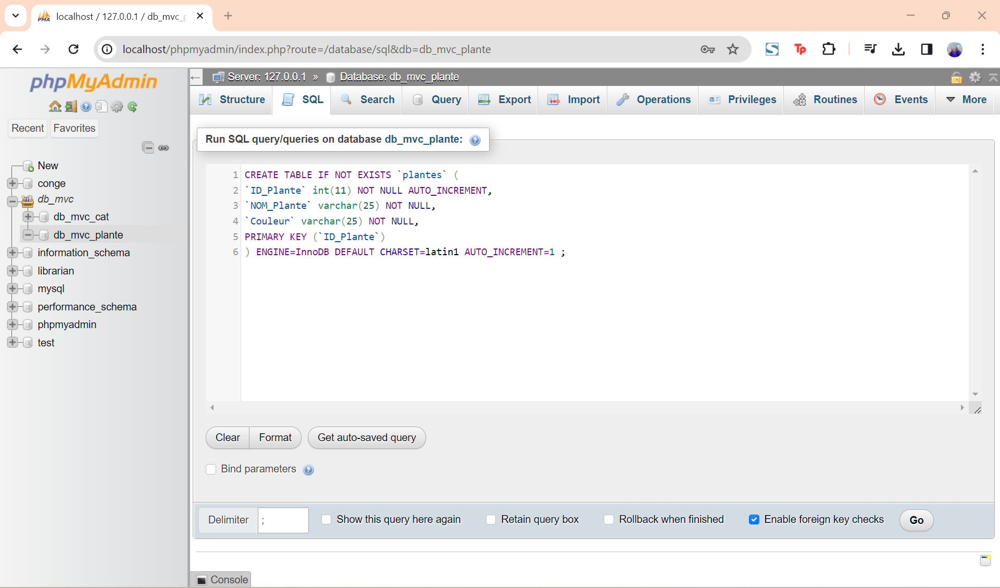 localhost / 127.0.0.1 / db_mvc_p
localhost/phpmyadmin/index.php?route=/database/sql&db=db_mvc_plante
phpMyAdmin
Recent
Favorites
New
conge
db_mvc
db_mvc_cat
db_mvc_plante
information_schema
librarian
mysql
performance_schema
phpmyadmin
test
Server: 127.0.0.1 » Database: db_mvc_plante
Structure
SQL
Search
Query
Export
Import
Operations
Privileges
Routines
Events
More
Run SQL query/queries on database db_mvc_plante:
1 CREATE TABLE IF NOT EXISTS `plantes` (
2 `ID_Plante` int(11) NOT NULL AUTO_INCREMENT,
3 `NOM_Plante` varchar(25) NOT NULL,
4 `Couleur` varchar(25) NOT NULL,
5 PRIMARY KEY (`ID_Plante`)
6 ) ENGINE=InnoDB DEFAULT CHARSET=latin1 AUTO_INCREMENT=1 ;
Clear
Format
Get auto-saved query
Bind parameters
Delimiter ;
Show this query here again
Retain query box
Rollback when finished
Enable foreign key checks
Go
Console